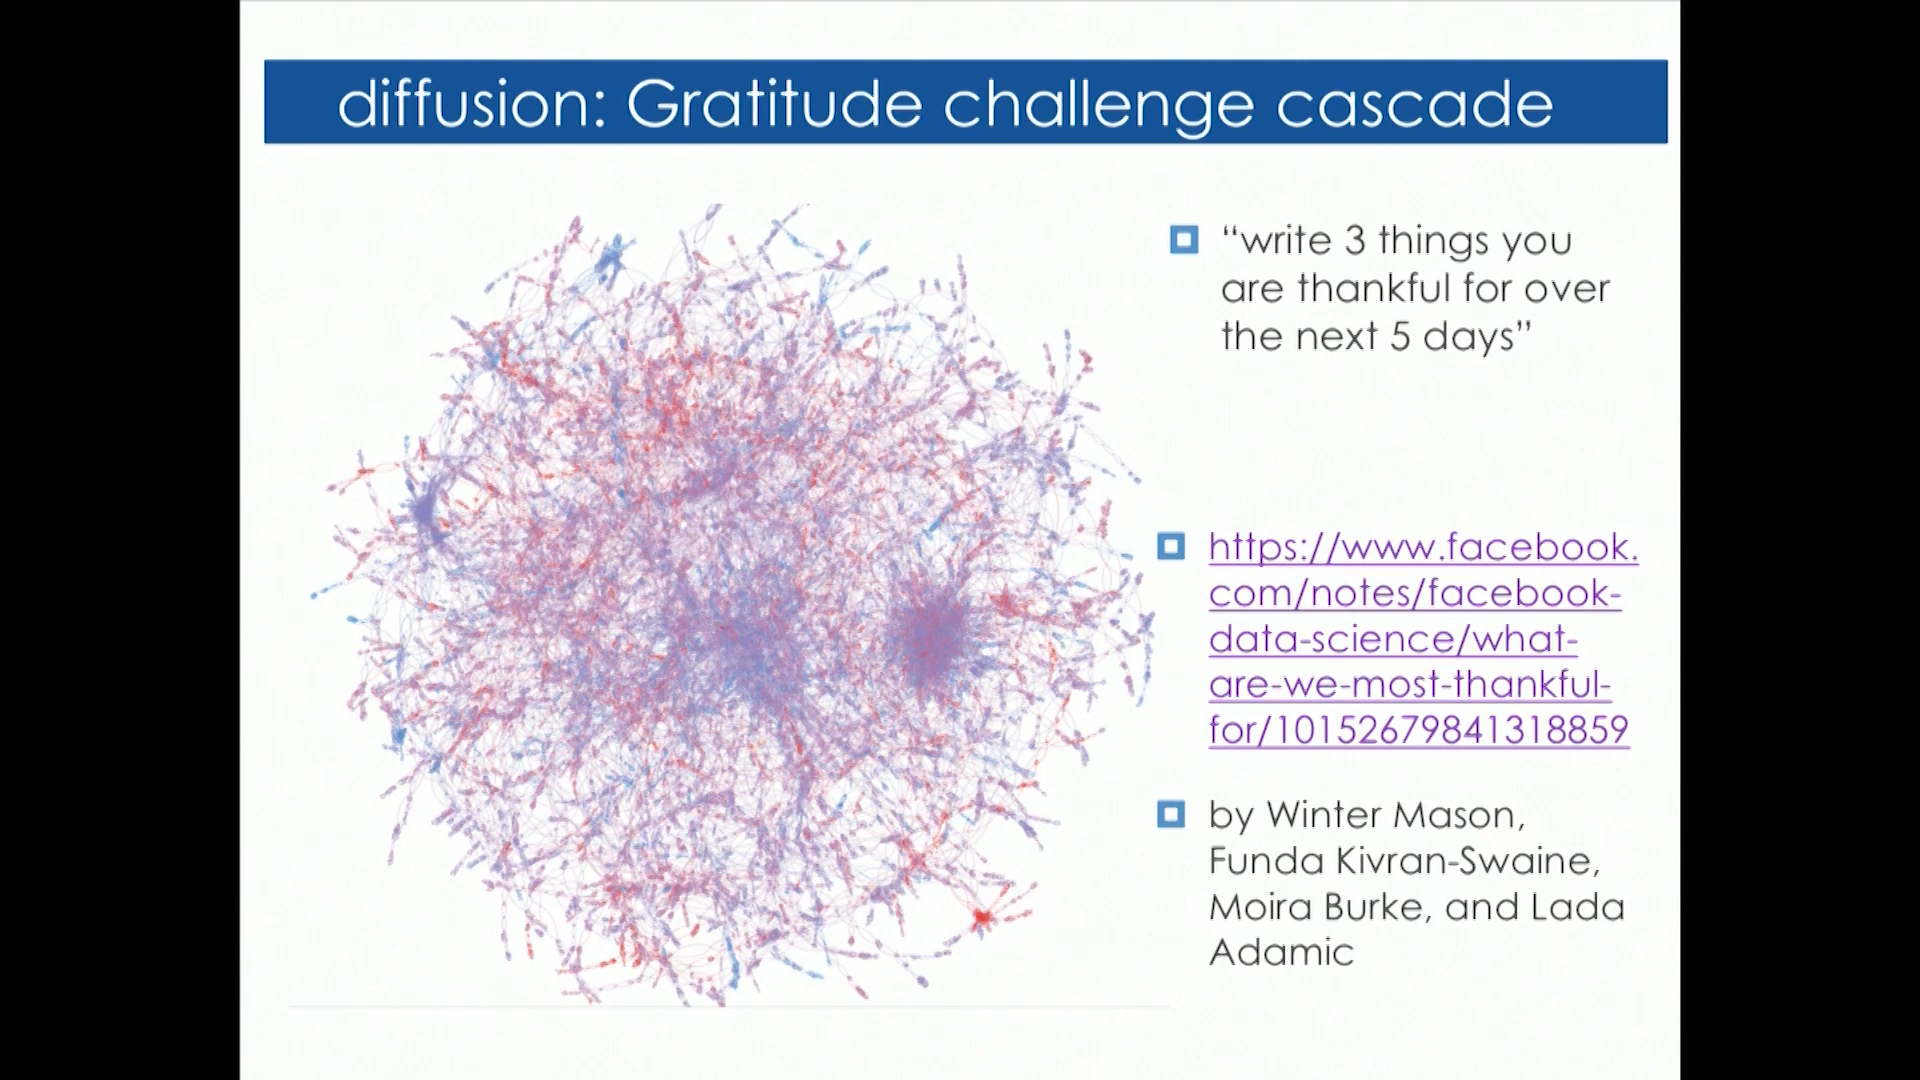 diffusion: Gratitude challenge cascade
“write 3 things you
are thankful for over
the next 5 days”
https://www.facebook.
com/notes/facebook-
data-science/what-
are-we-most-thankful-
for/10152679841318859
by Winter Mason,
Funda Kivran-Swaine,
Moira Burke, and Lada
Adamic